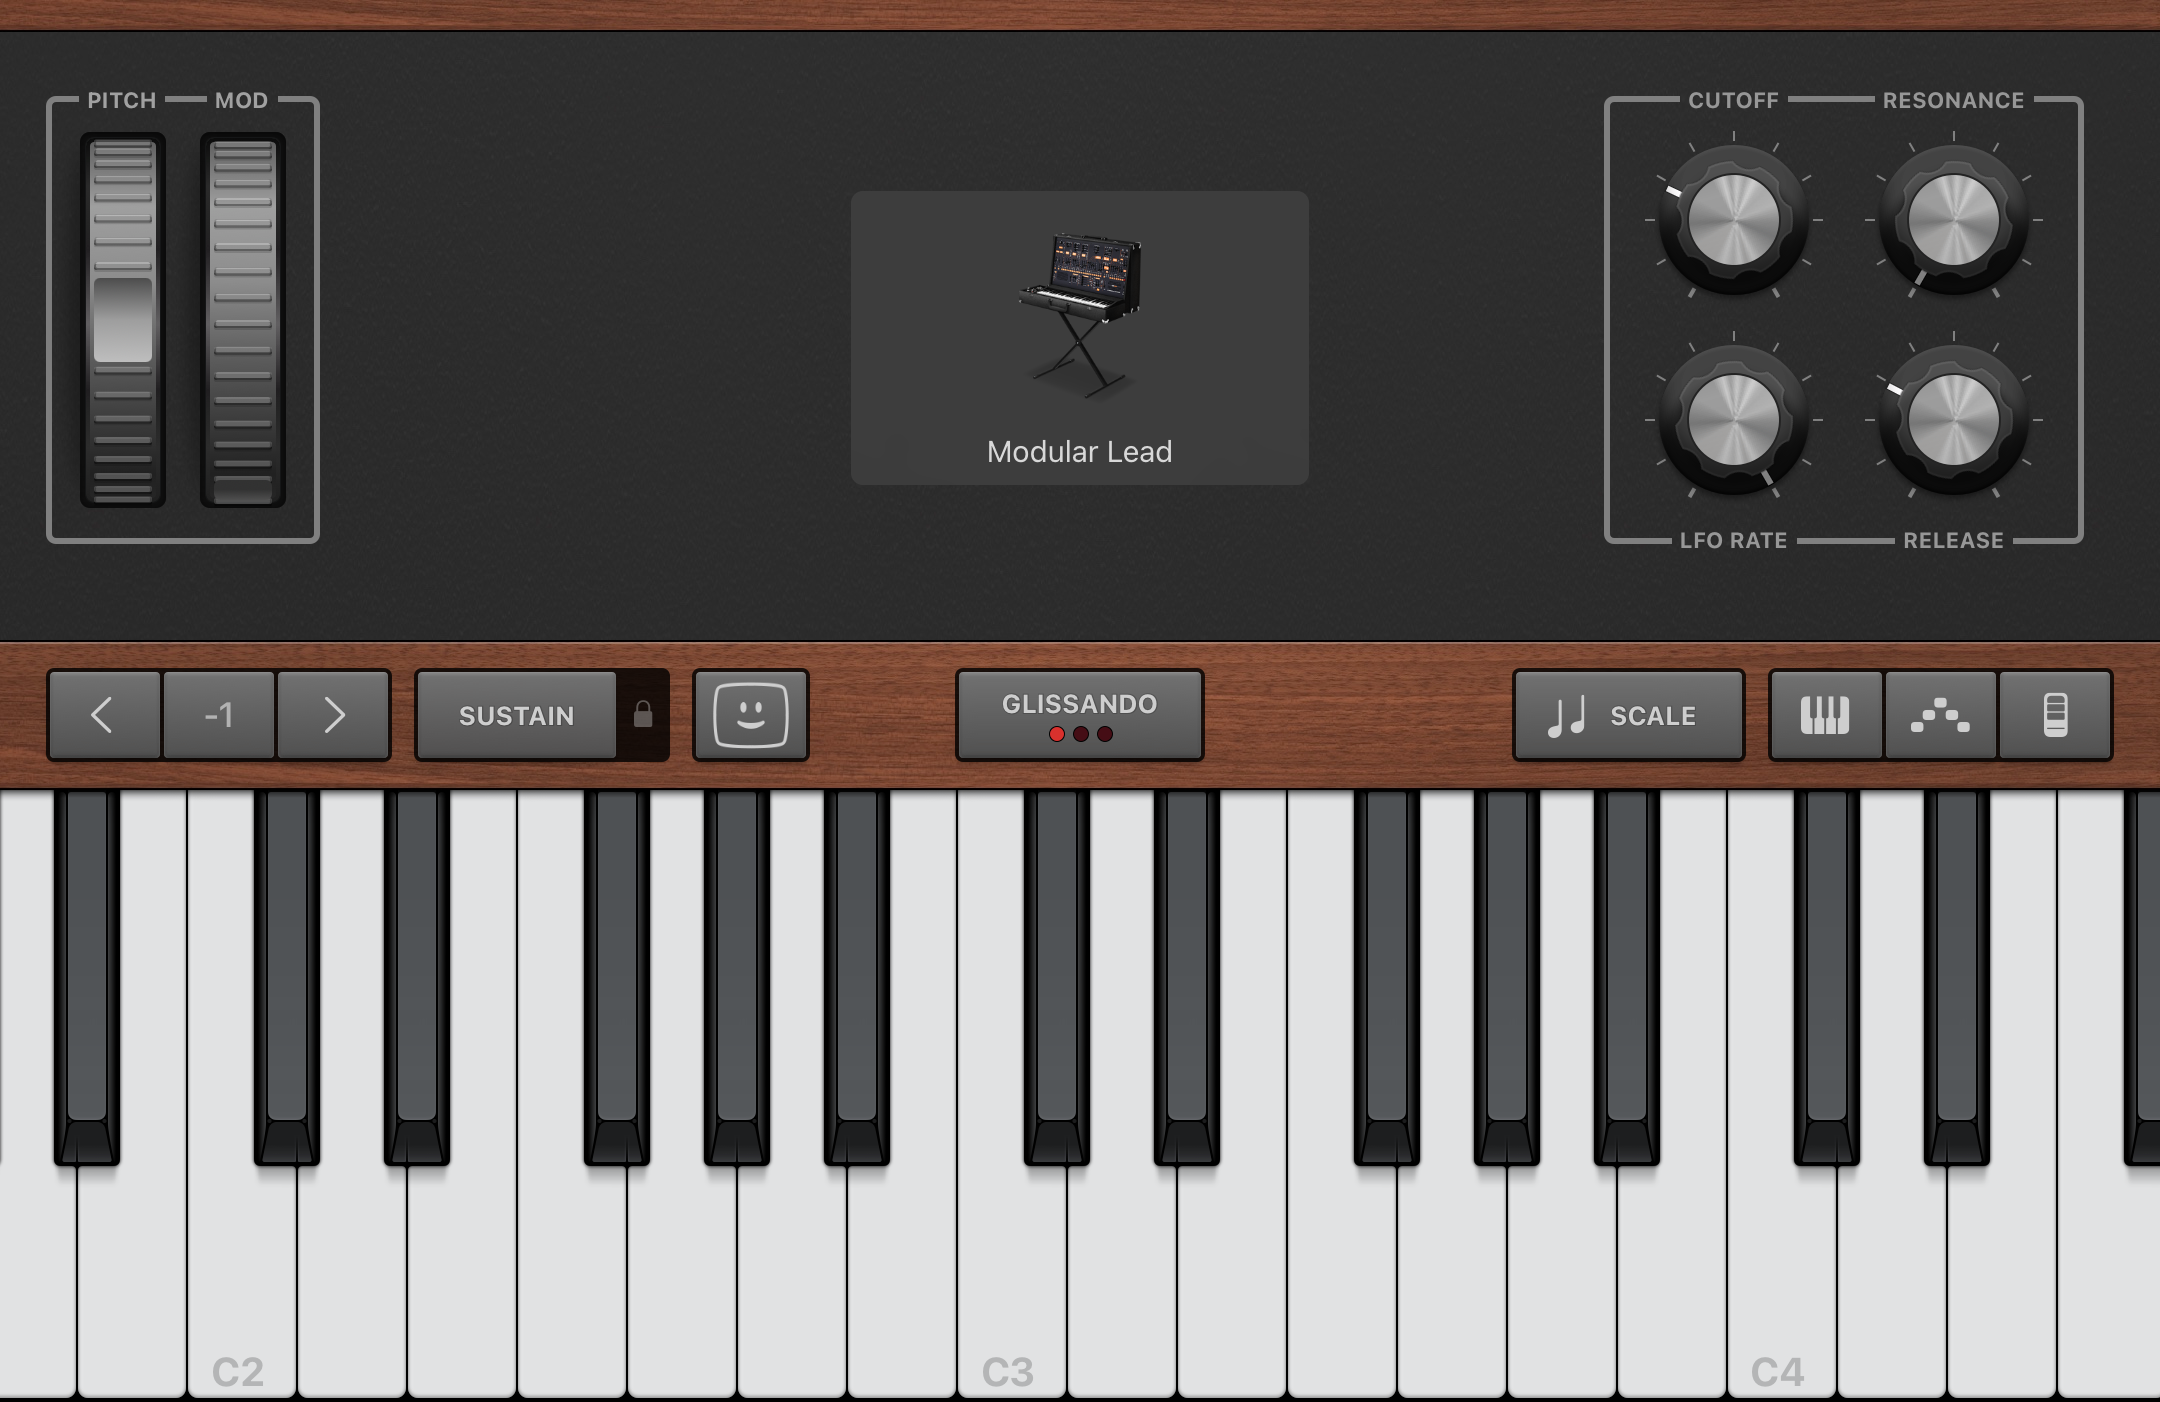 PITCH MOD
CUTOFF RESONANCE
Modular Lead
LFO RATE RELEASE
-1
SUSTAIN
GLISSANDO
SCALE
C2 C3 C4